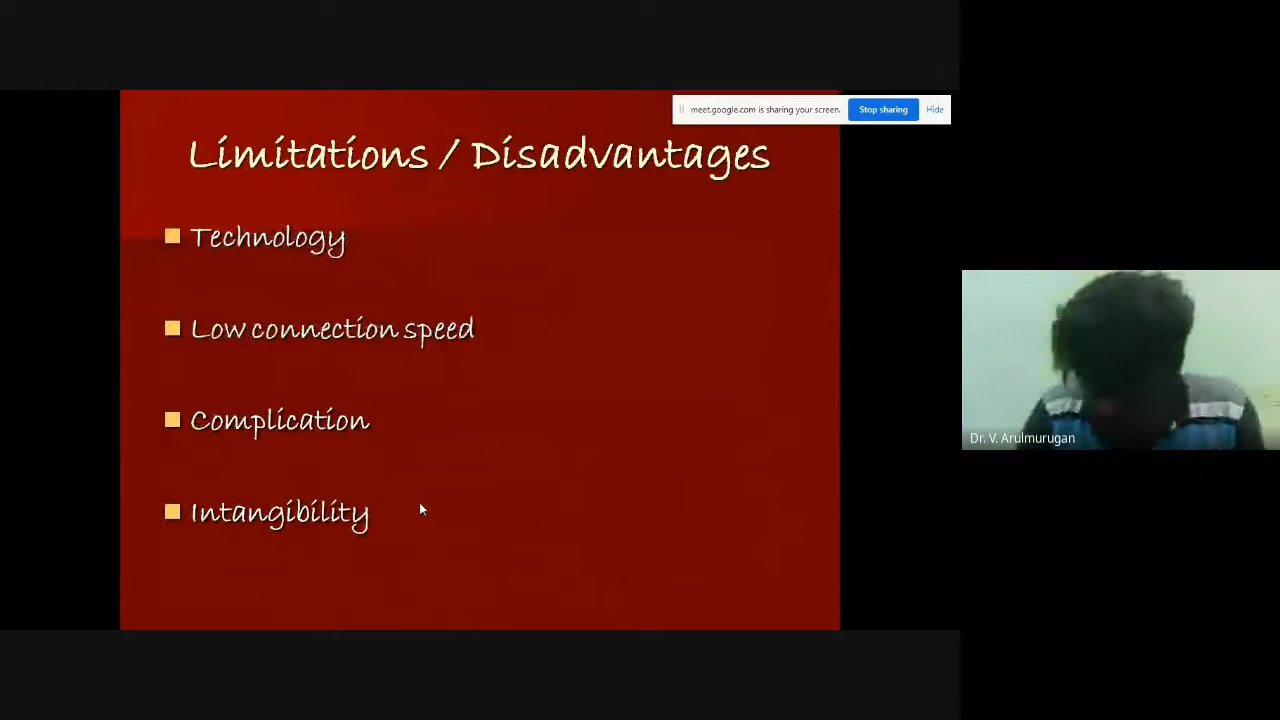 meet.google.com is sharing your screen. Stop sharing Hide
Limitations / Disadvantages
Technology
Low connection speed
Complication
Intangibility
Dr. V. Arulmurugan